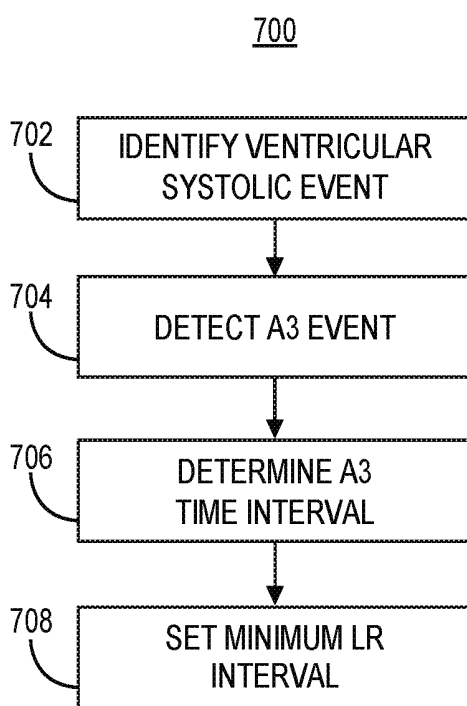 700
702
IDENTIFY VENTRICULAR
SYSTOLIC EVENT
704
DETECT A3 EVENT
706
DETERMINE A3
TIME INTERVAL
708
SET MINIMUM LR
INTERVAL